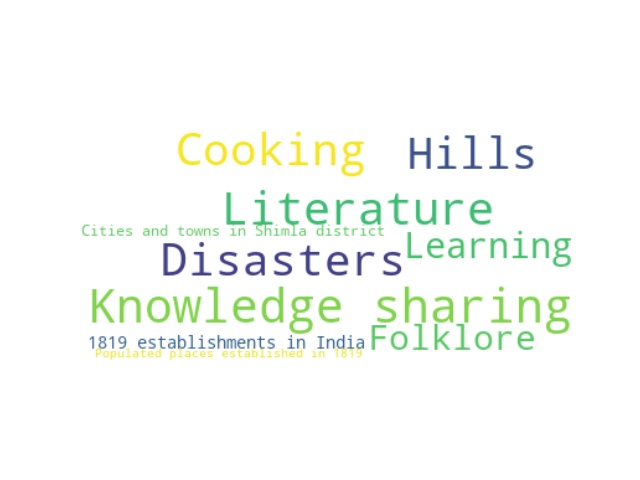 Cooking Hills
Literature
Cities and towns in Shimla district
Learning
Disasters
Knowledge sharing
Folklore
1819 establishments in India
Populated places established in 1819